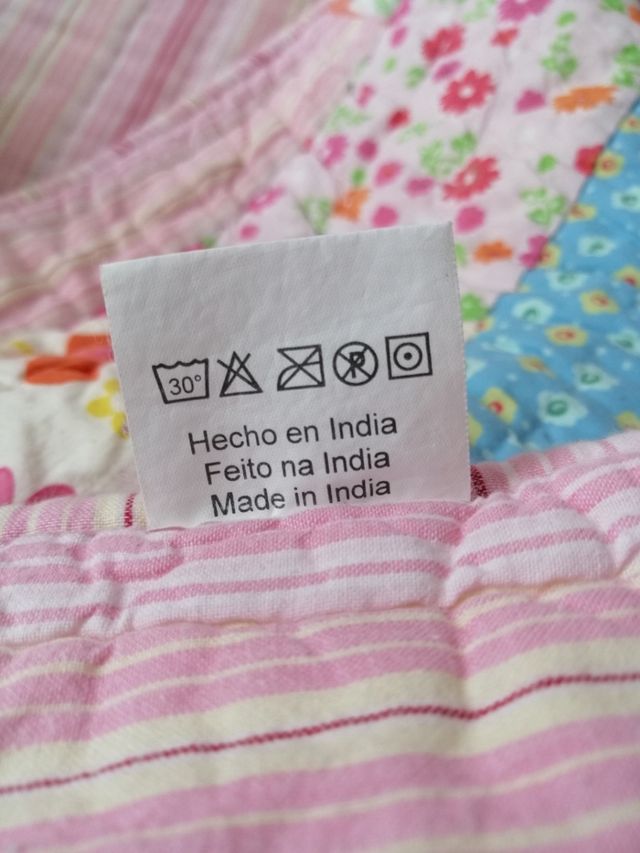 30° P
Hecho en India
Feito na India
Made in India